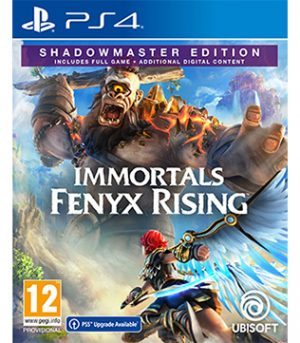 PS4
SHADOWMASTER EDITION
INCLUDES FULL GAME • ADDITIONAL DIGITAL CONTENT
IMMORTALS
FENYX RISING
12
www.pegi.info
PROVISIONAL
PS5™ Upgrade Available
UBISOFT